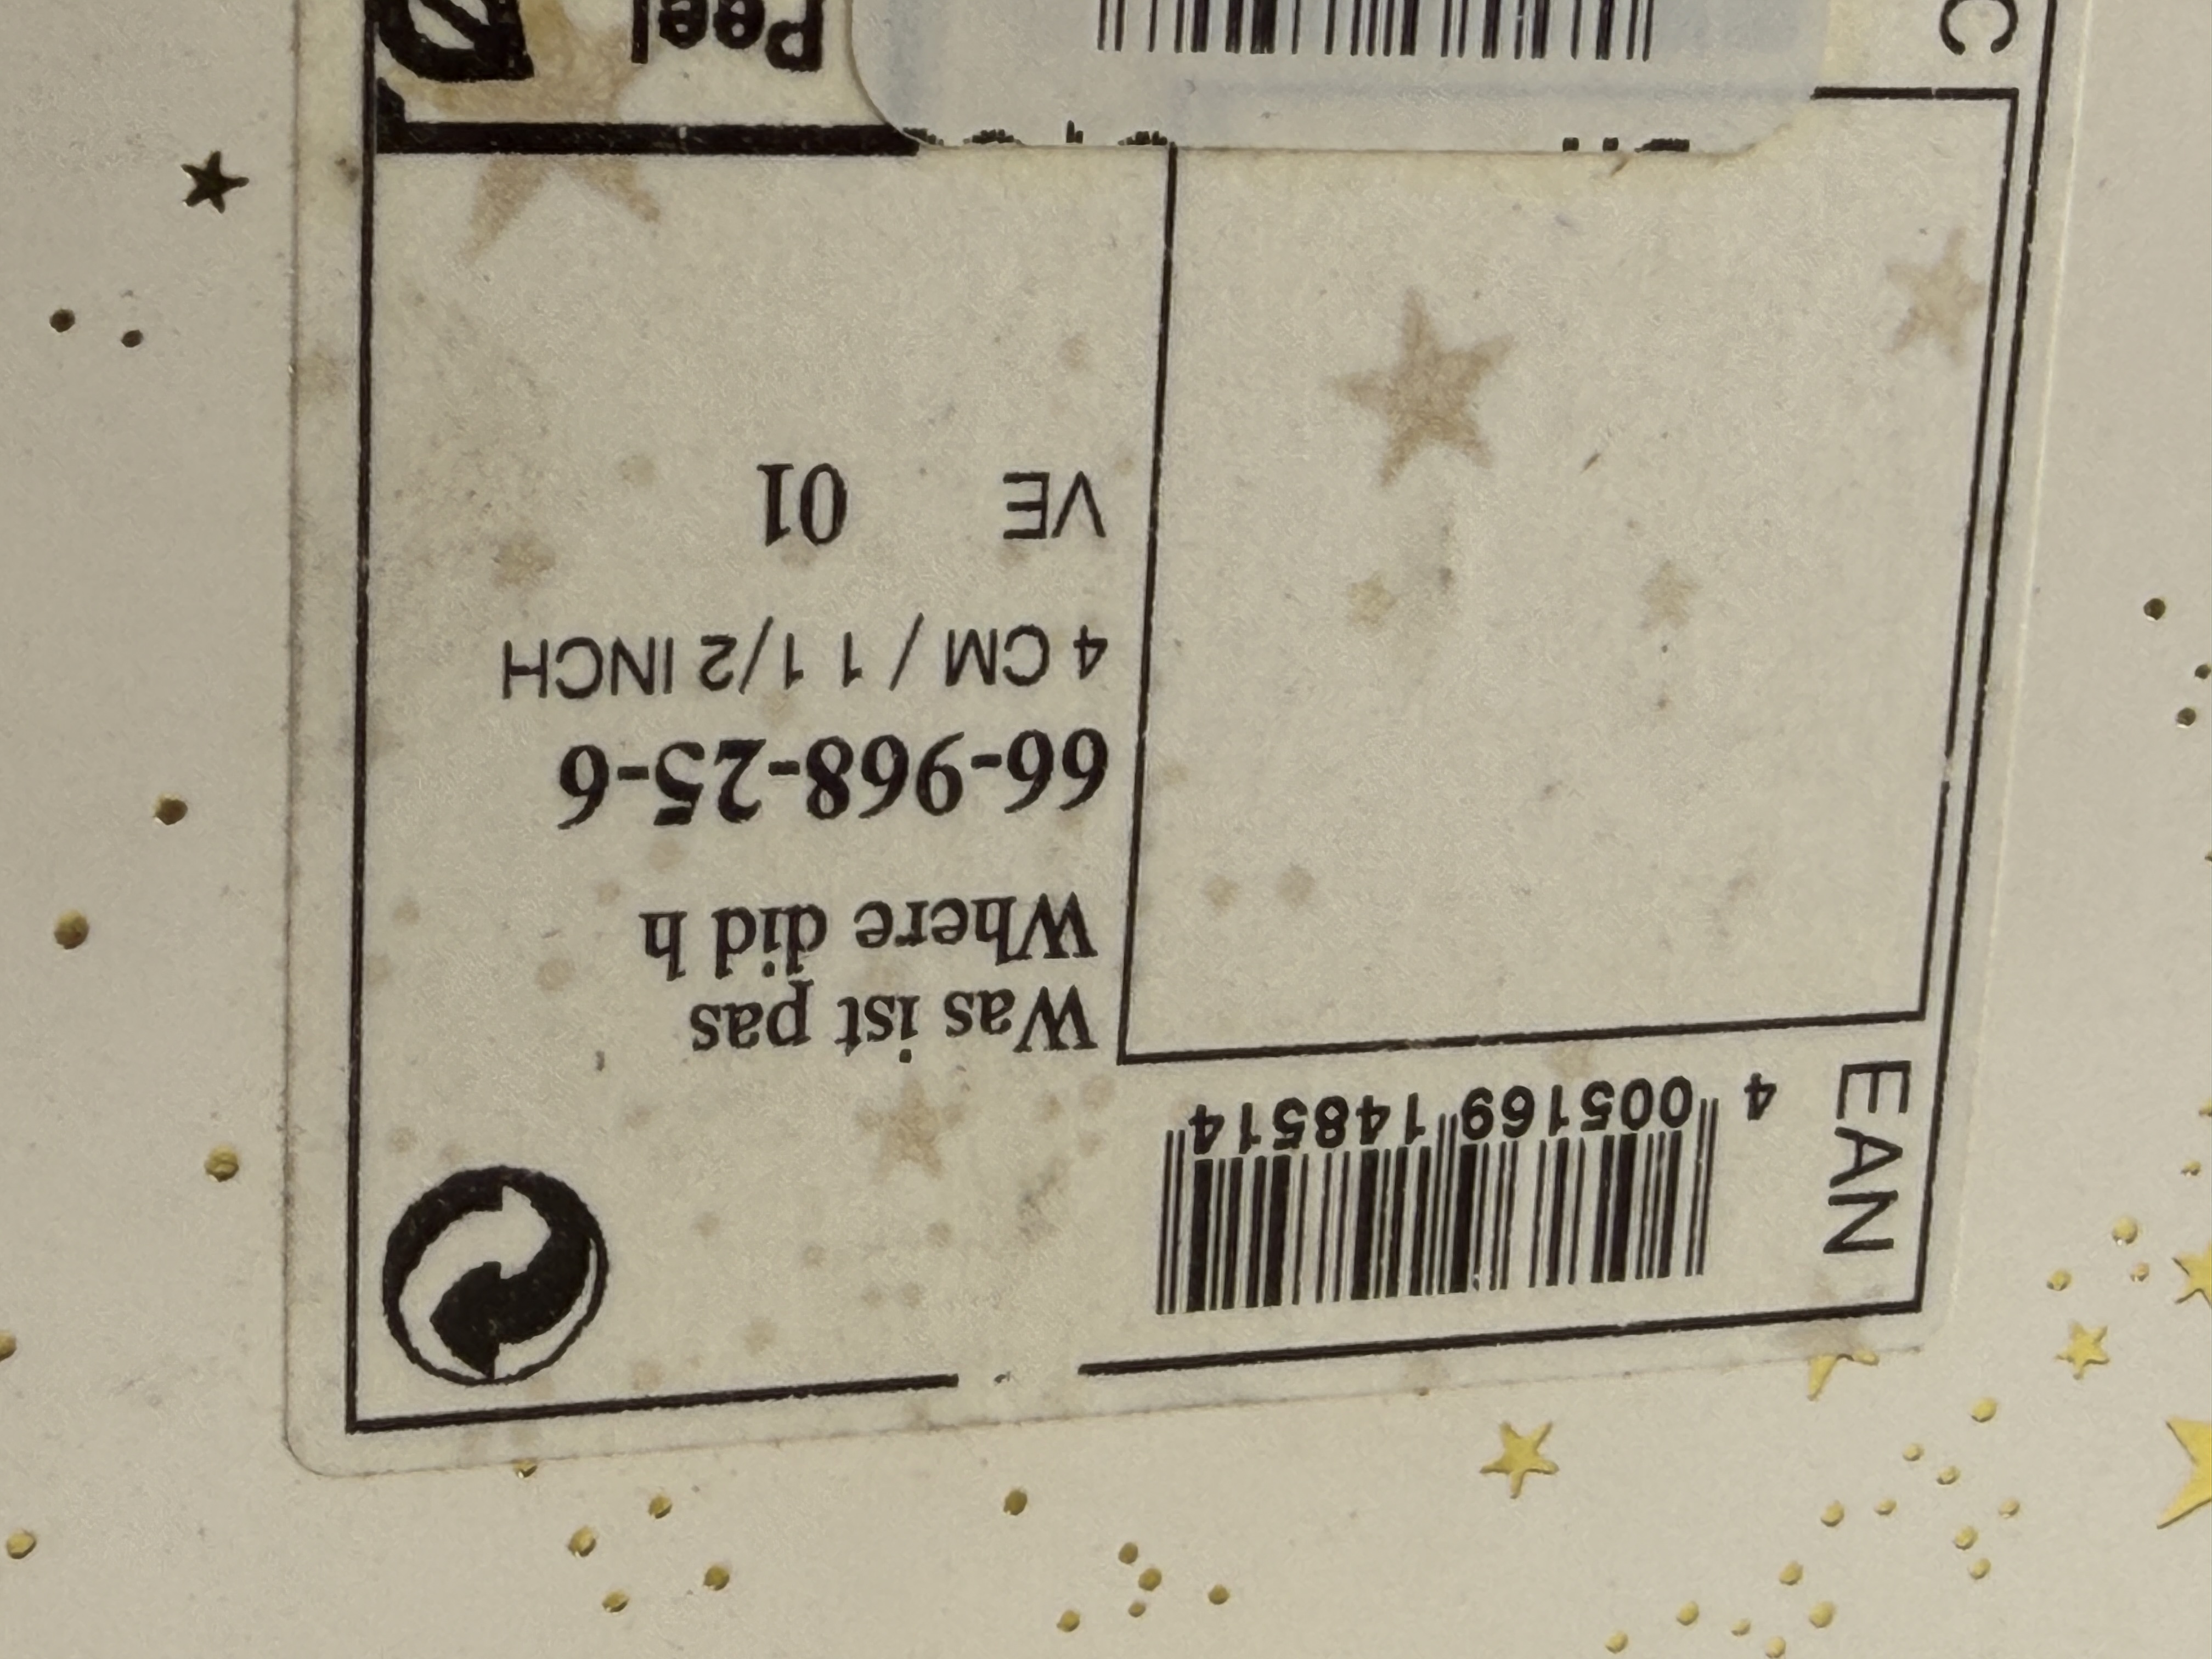 EAN
4 005169 148514
Was ist pas
Where did h
66-968-25-6
4 CM / 1 1/2 INCH
VE 01
Peel
C